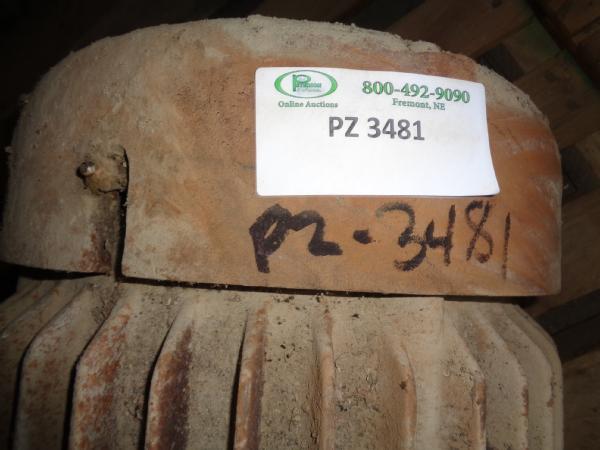 800-492-9090
Online Auctions
Fremont, NE
PZ 3481
PZ-3481